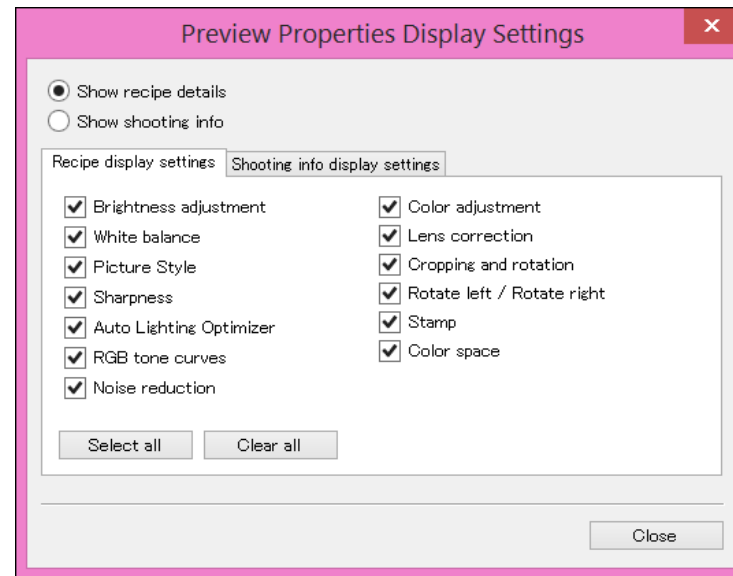 Preview Properties Display Settings
Show recipe details
Show shooting info
Recipe display settings
Shooting info display settings
Brightness adjustment
White balance
Picture Style
Sharpness
Auto Lighting Optimizer
RGB tone curves
Noise reduction
Color adjustment
Lens correction
Cropping and rotation
Rotate left / Rotate right
Stamp
Color space
Select all
Clear all
Close